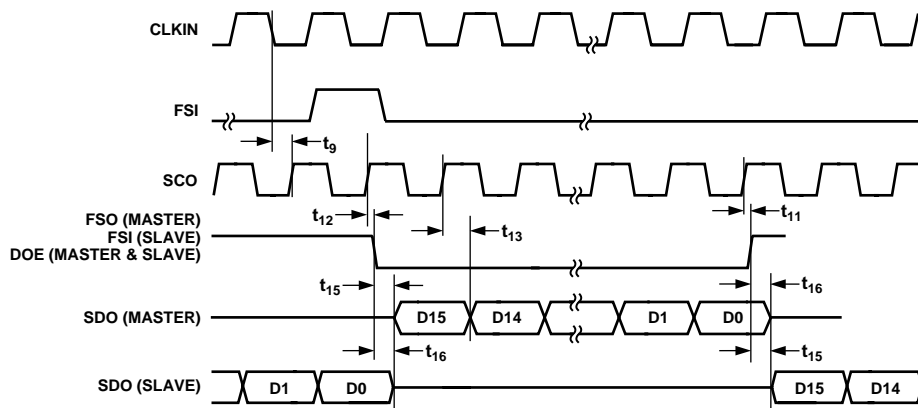 CLKIN
FSI
t9
SCO
FSO (MASTER)
FSI (SLAVE)
DOE (MASTER & SLAVE)
t12
t13
t11
t15
t16
SDO (MASTER)
D15
D14
D1
D0
t16
t15
SDO (SLAVE)
D1
D0
D15
D14